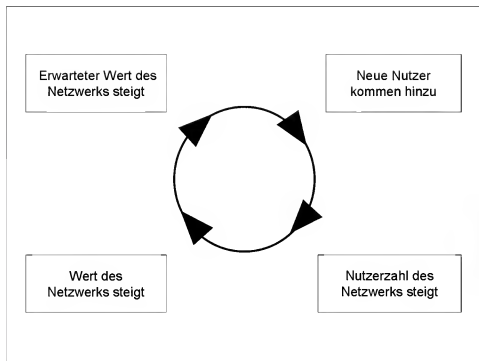 Erwarteter Wert des
Netzwerks steigt
Neue Nutzer
kommen hinzu
Wert des
Netzwerks steigt
Nutzerzahl des
Netzwerks steigt